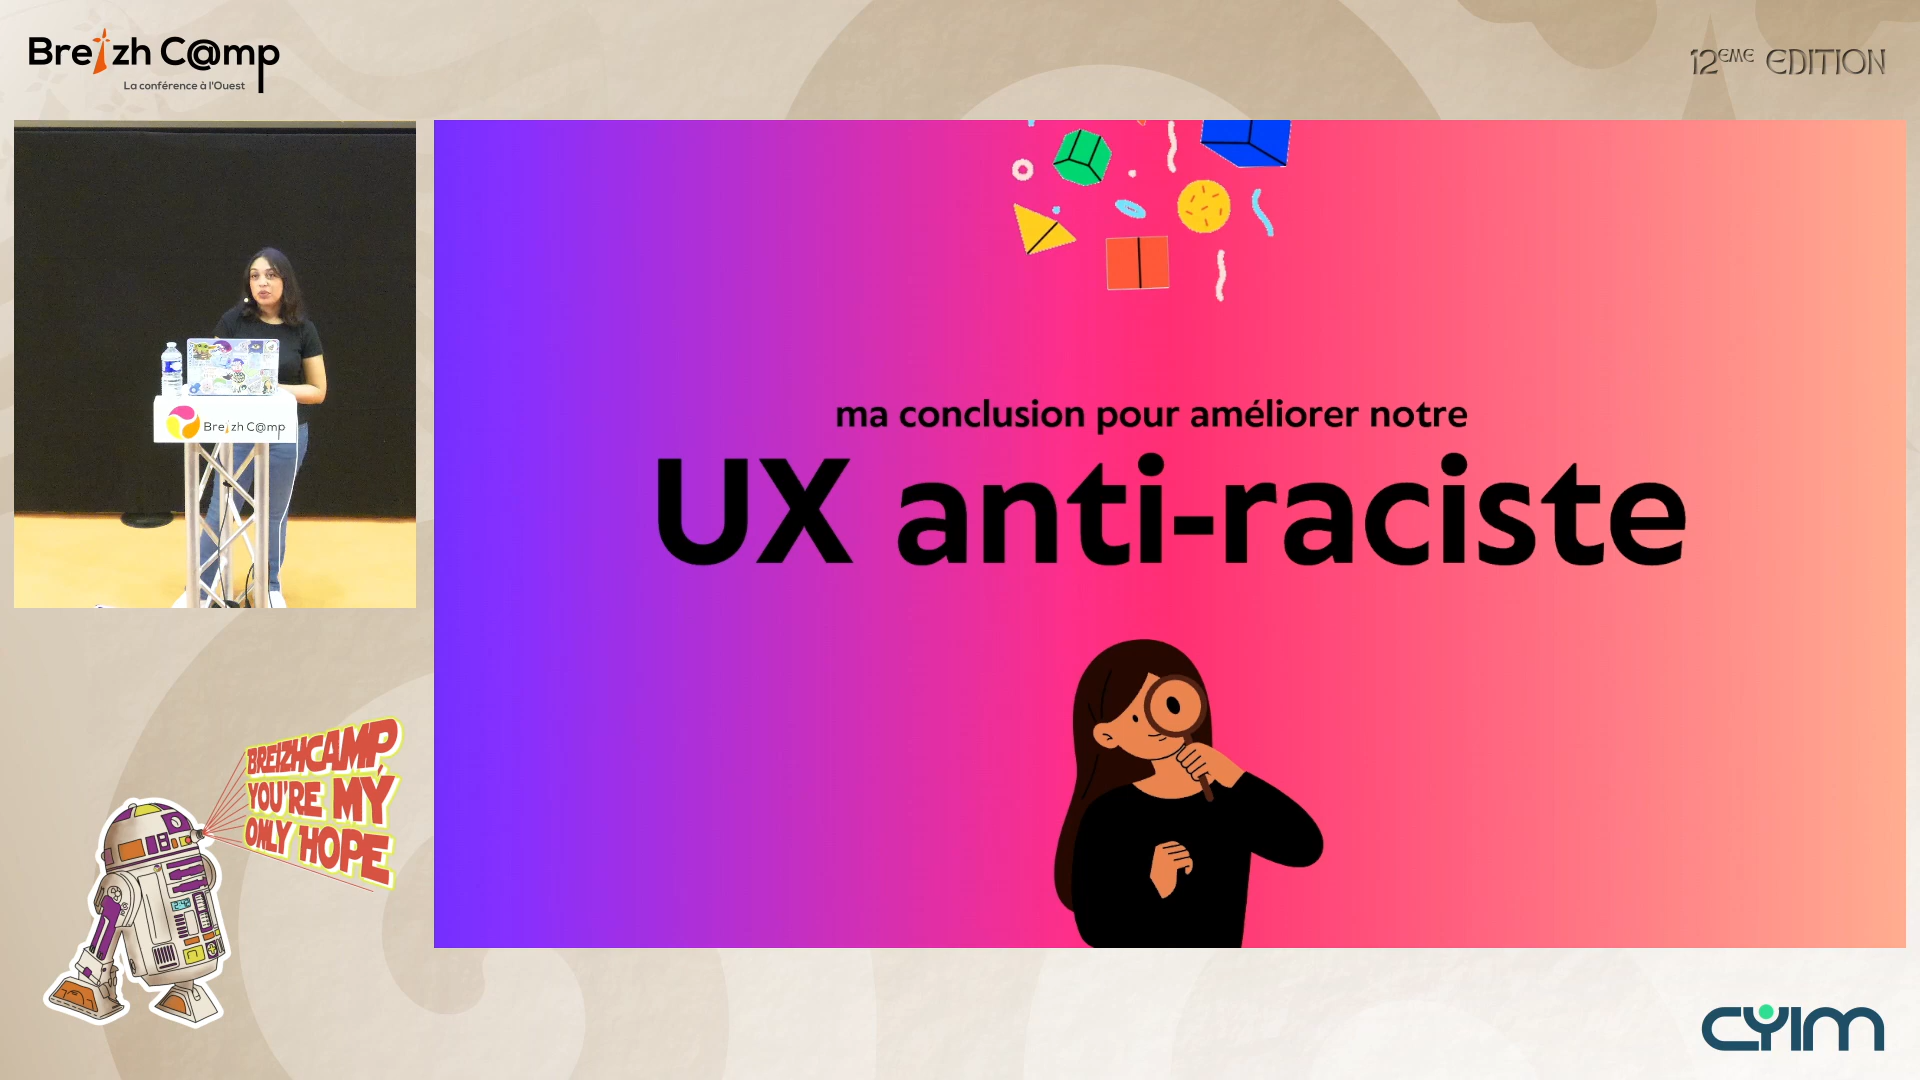 Breizh C@mp
La conférence à l'Ouest
12ÈME EDITION
ma conclusion pour améliorer notre
UX anti-raciste
Breizh C@mp
BREIZHCAMP,
YOU'RE MY
ONLY HOPE
CYIM